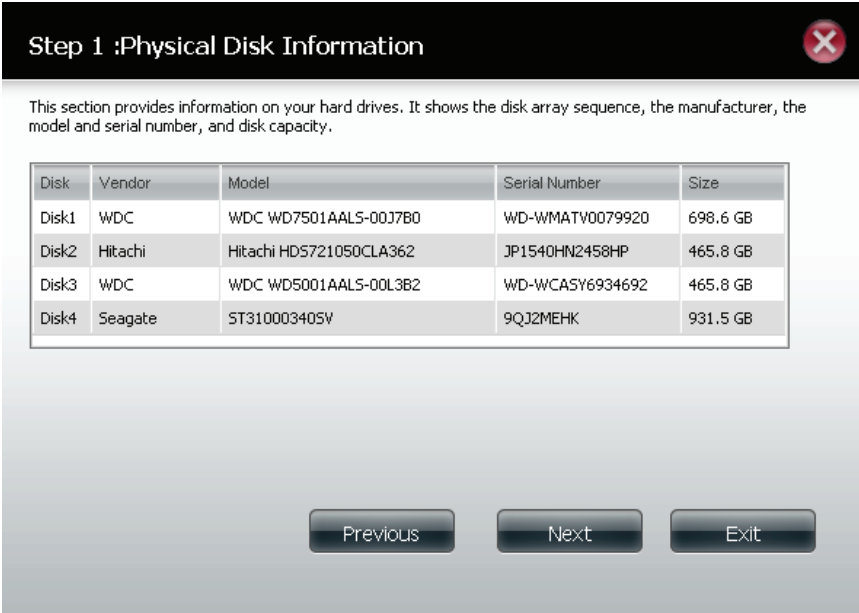 Step 1 :Physical Disk Information
This section provides information on your hard drives. It shows the disk array sequence, the manufacturer, the
model and serial number, and disk capacity.
Disk Vendor Model Serial Number Size
Disk1 WDC WDC WD7501AALS-00J7B0 WD-WMATV0079920 698.6 GB
Disk2 Hitachi Hitachi HDS721050CLA362 JP1540HN2458HP 465.8 GB
Disk3 WDC WDC WD5001AALS-00L3B2 WD-WCASY6934692 465.8 GB
Disk4 Seagate ST31000340SV 9QJ2MEHK 931.5 GB
Previous Next Exit